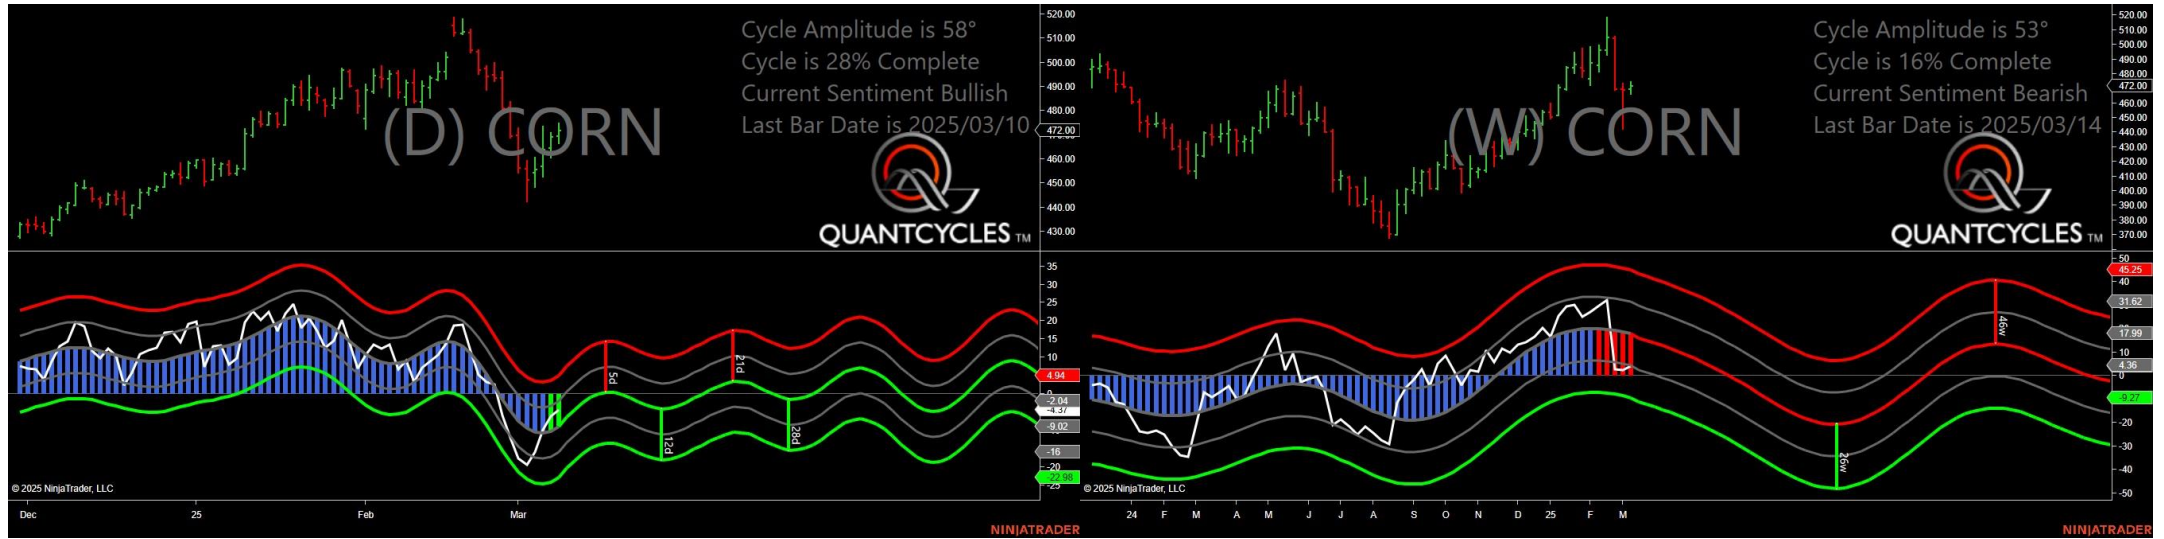 Cycle Amplitude is 58°
Cycle is 28% Complete
Current Sentiment Bullish
Last Bar Date is 2025/03/10
(D) CORN
QUANTCYCLES TM
520.00
510.00
500.00
490.00
480.00
472.00
460.00
450.00
440.00
430.00
35
30
25
20
15
10
4.94
0
-2.04
-4.37
-9.02
-16
-20
-22.98
-25
5d
12d
21d
28d
© 2025 NinjaTrader, LLC
Dec 25 Feb Mar
NINJATRADER
Cycle Amplitude is 53°
Cycle is 16% Complete
Current Sentiment Bearish
Last Bar Date is 2025/03/14
(W) CORN
QUANTCYCLES TM
520.00
510.00
500.00
490.00
480.00
472.00
460.00
450.00
440.00
430.00
420.00
410.00
400.00
390.00
380.00
370.00
50
45.25
40
31.62
17.99
10
4.36
0
-9.27
-20
-30
-40
-50
26w
46w
© 2025 NinjaTrader, LLC
24 F M A M J J A S O N D 25 F M
NINJATRADER